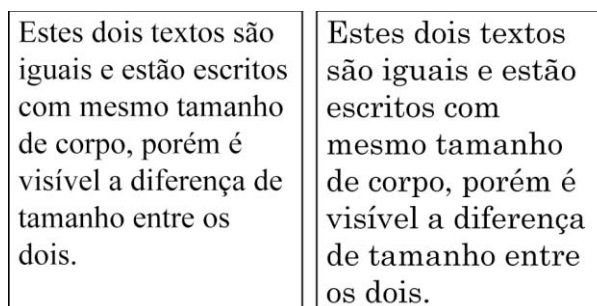 Estes dois textos são
iguais e estão escritos
com mesmo tamanho
de corpo, porém é
visível a diferença de
tamanho entre os
dois.
Estes dois textos
são iguais e estão
escritos com
mesmo tamanho
de corpo, porém é
visível a diferença
de tamanho entre
os dois.